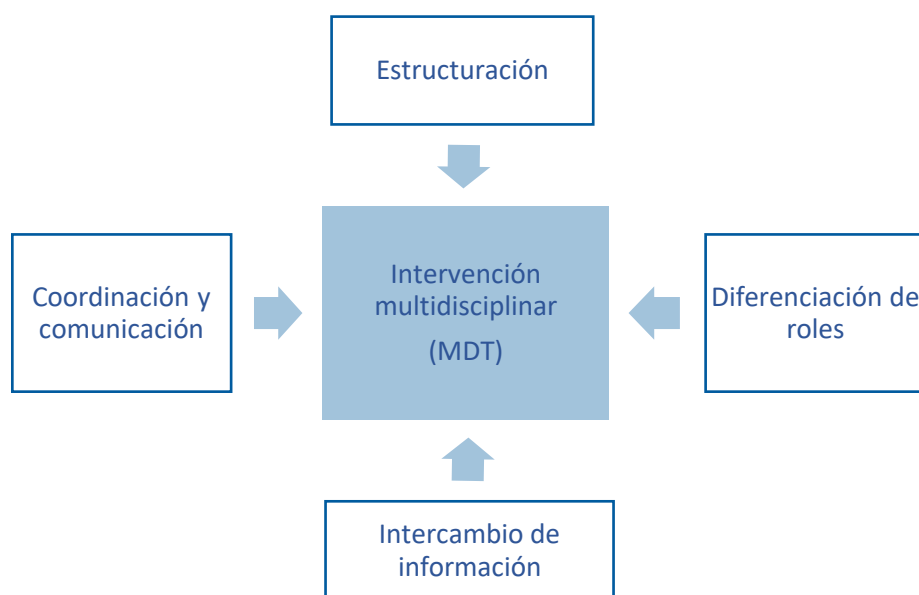 Estructuración
Coordinación y
comunicación
Intervención
multidisciplinar
(MDT)
Diferenciación de
roles
Intercambio de
información